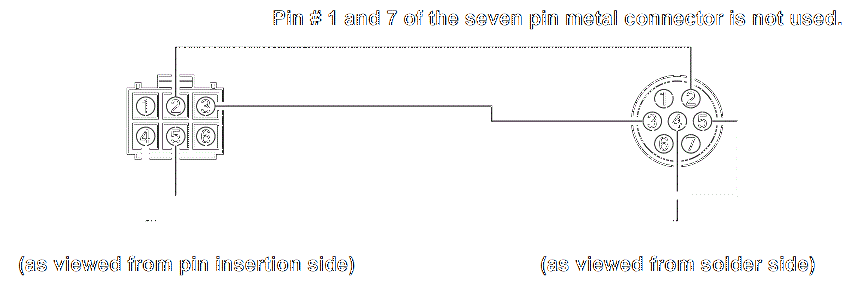 Pin # 1 and 7 of the seven pin metal connector is not used.
1 2 3
4 5 6
1 2
3 4 5
6 7
(as viewed from pin insertion side)
(as viewed from solder side)